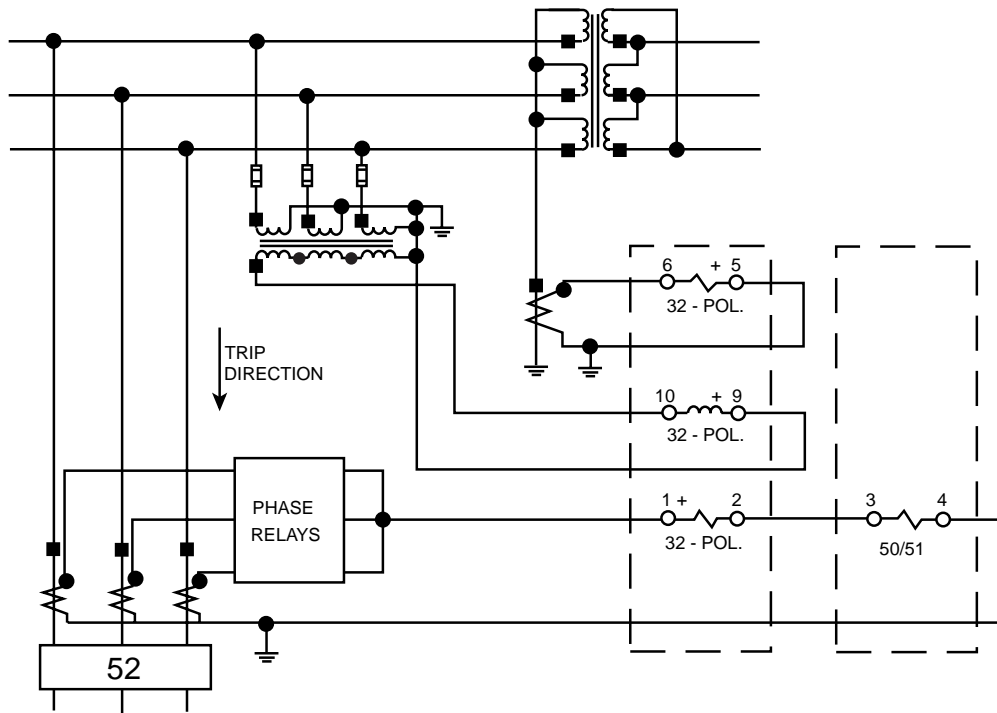 6 + 5
32 - POL.
TRIP
DIRECTION
10 + 9
32 - POL.
PHASE
RELAYS
1 + 2
32 - POL.
3 4
50/51
52